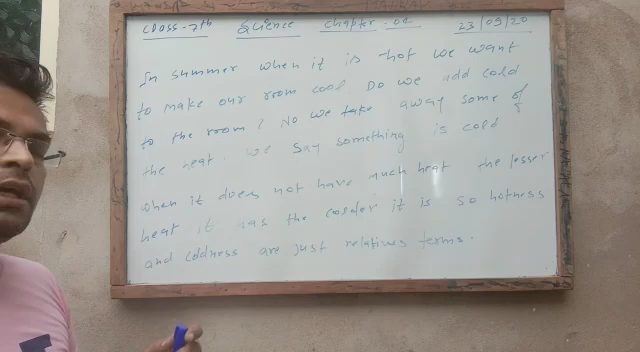 class-7th Science chapter-04 23/09/20
In summer when it is hot we want
to make our room cool Do we add cold
to the room? No we take away some of
the heat. we say something is cold
when it does not have much heat the lesser
heat it has the colder it is so hotness
and coldness are just relatives terms.